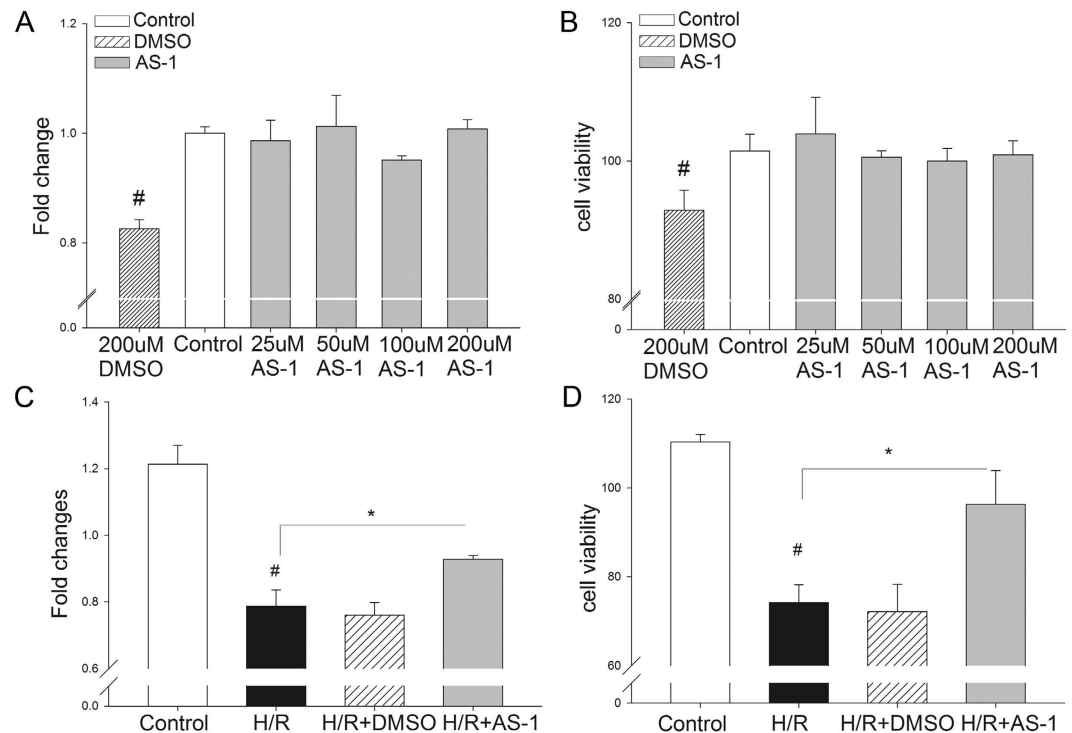 A
Control
DMSO
AS-1
Fold change
1.2
1.0
0.8
0.0
#
200uM Control 25uM 50uM 100uM 200uM
DMSO AS-1 AS-1 AS-1 AS-1
B
Control
DMSO
AS-1
cell viability
120
100
80
0
#
200uM Control 25uM 50uM 100uM 200uM
DMSO AS-1 AS-1 AS-1 AS-1
C
Fold changes
1.4
1.2
1.0
0.8
0.6
0.0
*
#
Control H/R H/R+DMSO H/R+AS-1
D
cell viability
120
100
80
60
0
*
#
Control H/R H/R+DMSO H/R+AS-1